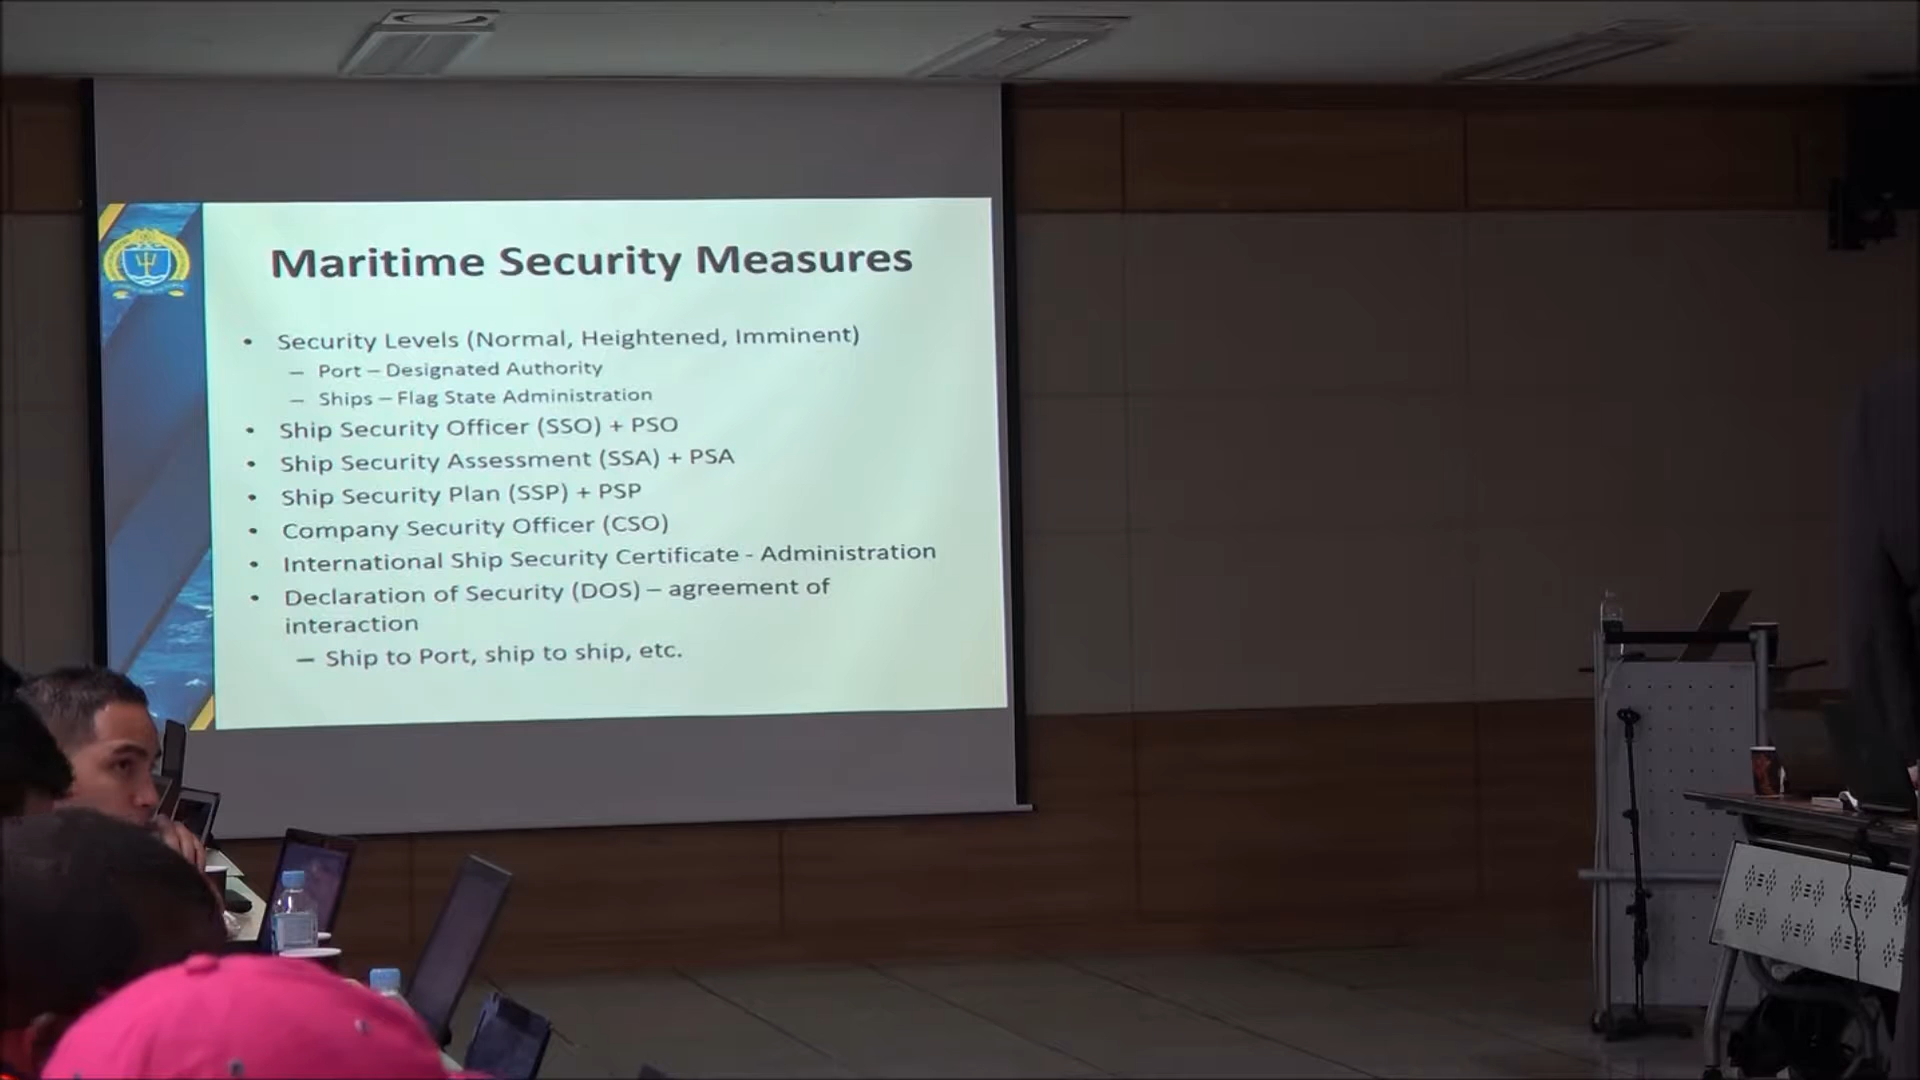 Maritime Security Measures
• Security Levels (Normal, Heightened, Imminent)
– Port – Designated Authority
– Ships – Flag State Administration
• Ship Security Officer (SSO) + PSO
• Ship Security Assessment (SSA) + PSA
• Ship Security Plan (SSP) + PSP
• Company Security Officer (CSO)
• International Ship Security Certificate - Administration
• Declaration of Security (DOS) – agreement of
interaction
– Ship to Port, ship to ship, etc.